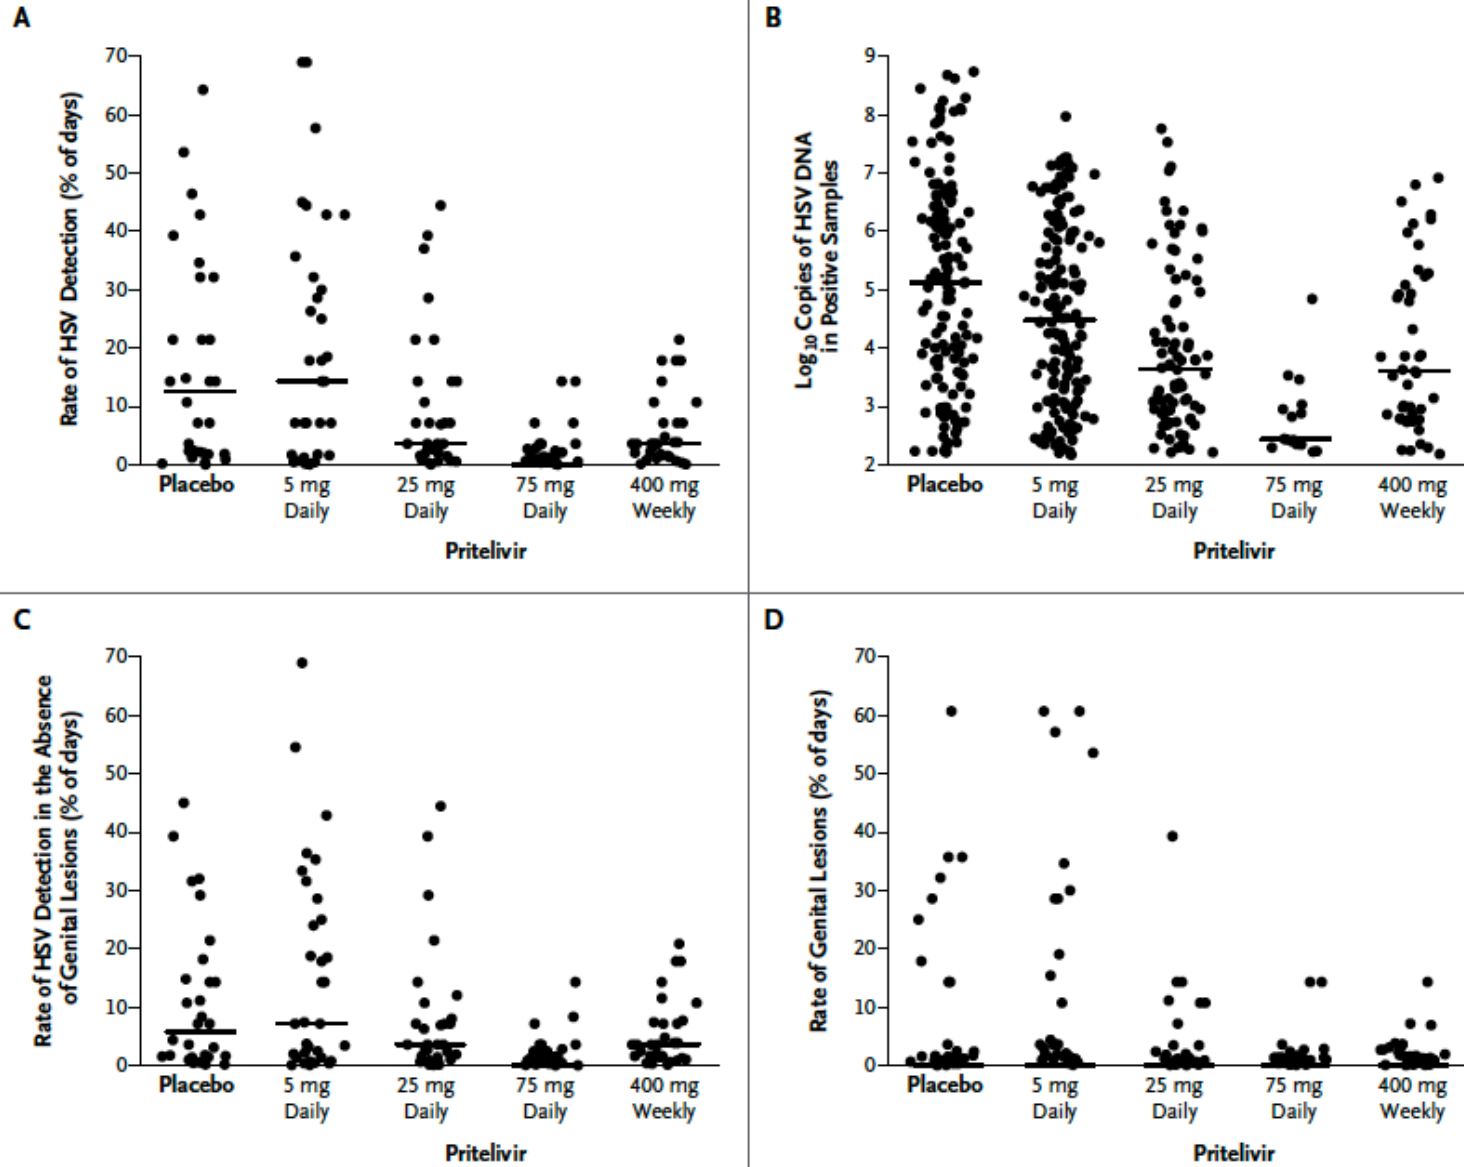 A
Rate of HSV Detection (% of days)
70
60
50
40
30
20
10
0
Placebo
5 mg
Daily
25 mg
Daily
75 mg
Daily
400 mg
Weekly
Pritelivir
B
Log10 Copies of HSV DNA
in Positive Samples
9
8
7
6
5
4
3
2
Placebo
5 mg
Daily
25 mg
Daily
75 mg
Daily
400 mg
Weekly
Pritelivir
C
Rate of HSV Detection in the Absence
of Genital Lesions (% of days)
70
60
50
40
30
20
10
0
Placebo
5 mg
Daily
25 mg
Daily
75 mg
Daily
400 mg
Weekly
Pritelivir
D
Rate of Genital Lesions (% of days)
70
60
50
40
30
20
10
0
Placebo
5 mg
Daily
25 mg
Daily
75 mg
Daily
400 mg
Weekly
Pritelivir